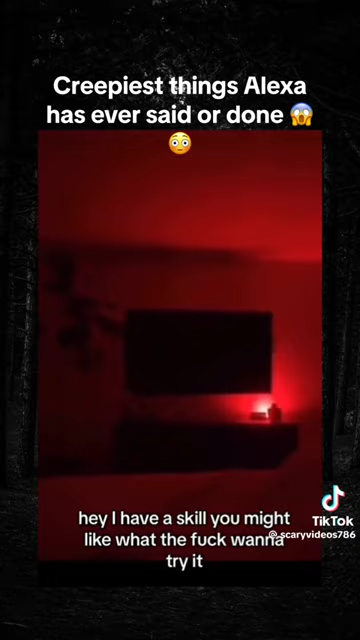 Creepiest things Alexa
has ever said or done 😱
😳
hey I have a skill you might
like what the fuck wanna
try it
TikTok
@_scaryvideos786